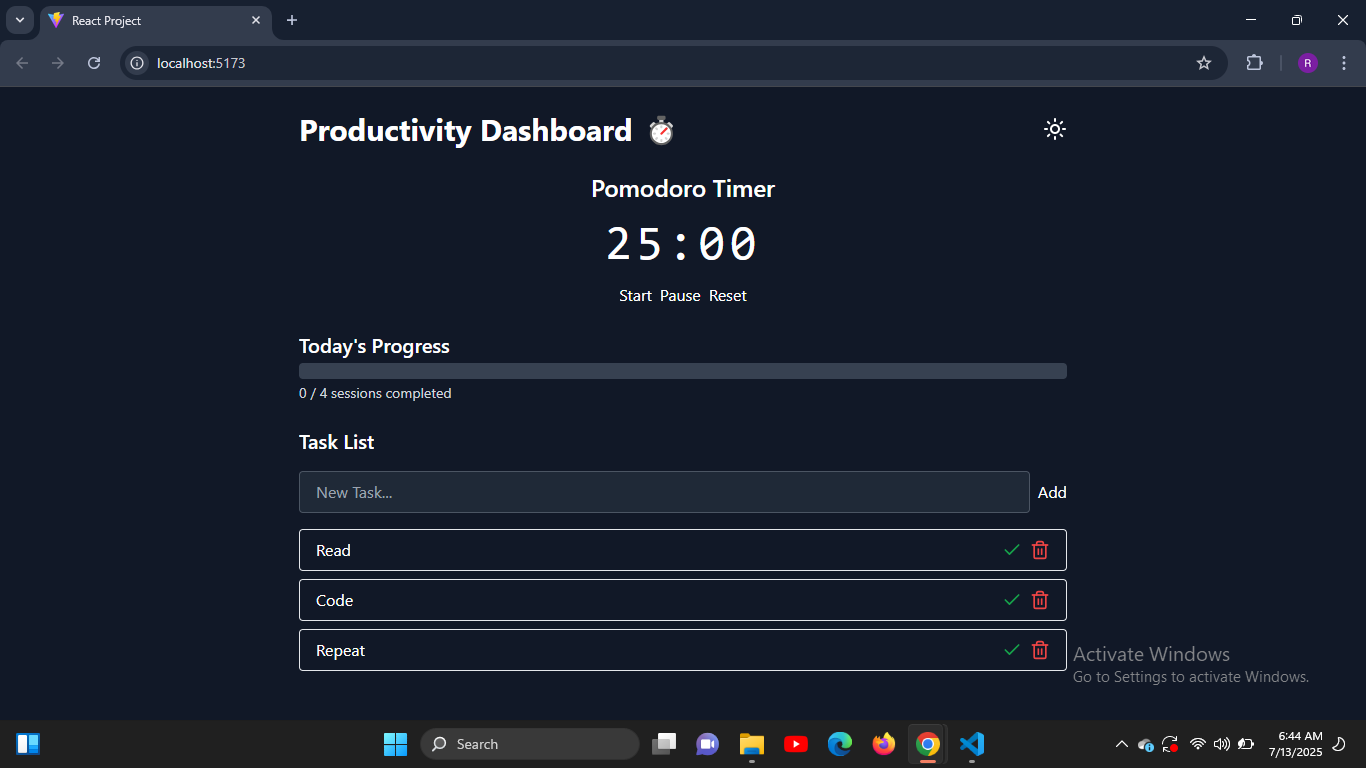 React Project
localhost:5173
R
Productivity Dashboard
Pomodoro Timer
25:00
Start Pause Reset
Today's Progress
0 / 4 sessions completed
Task List
New Task...
Add
Read
Code
Repeat
Activate Windows
Go to Settings to activate Windows.
Search
6:44 AM
7/13/2025